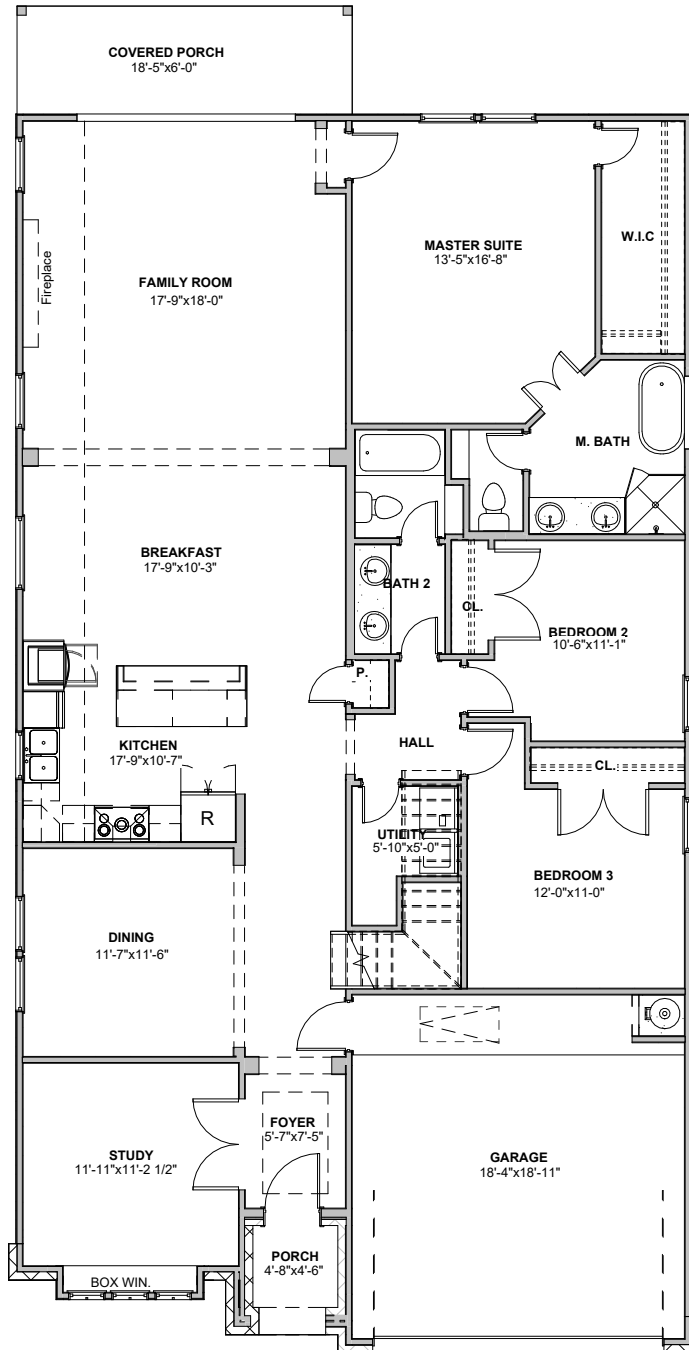 COVERED PORCH
18'-5"x6'-0"
MASTER SUITE
13'-5"x16'-8"
W.I.C
Fireplace
FAMILY ROOM
17'-9"x18'-0"
M. BATH
BREAKFAST
17'-9"x10'-3"
BATH 2
CL.
BEDROOM 2
10'-6"x11'-1"
P.
KITCHEN
17'-9"x10'-7"
HALL
CL.
R
UTILITY
5'-10"x5'-0"
BEDROOM 3
12'-0"x11-0"
DINING
11'-7"x11'-6"
FOYER
5'-7"x7'-5"
STUDY
11'-11"x11'-2 1/2"
GARAGE
18'-4"x18'-11"
PORCH
4'-8"x4'-6"
BOX WIN.